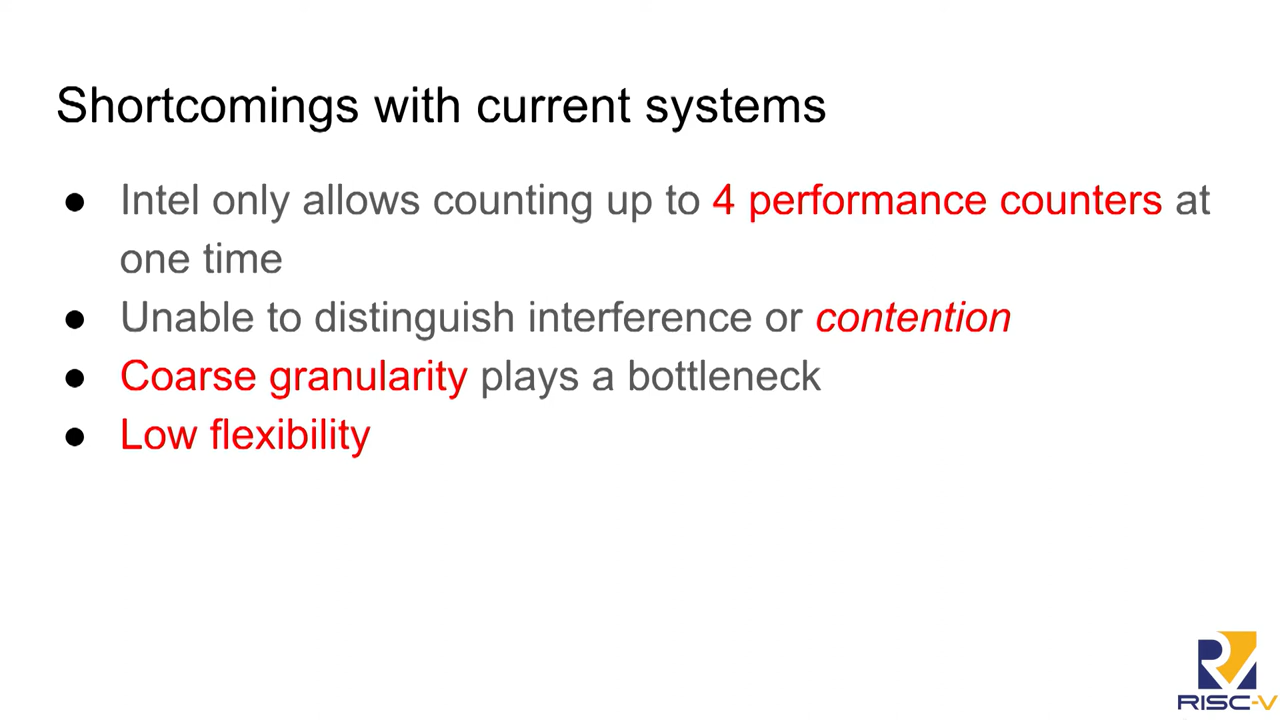 Shortcomings with current systems
● Intel only allows counting up to 4 performance counters at
one time
● Unable to distinguish interference or contention
● Coarse granularity plays a bottleneck
● Low flexibility
RISC-V